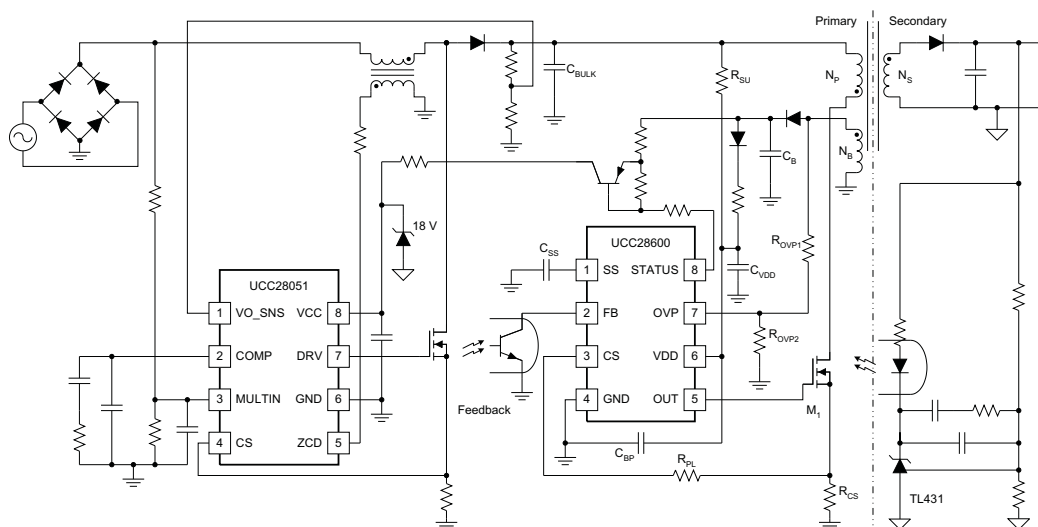 Primary
Secondary
C_BULK
R_SU
N_P
N_S
C_B
N_B
18 V
R_OVP1
C_SS
UCC28600
C_VDD
1 SS STATUS 8
UCC28051
1 VO_SNS VCC 8
2 FB OVP 7
R_OVP2
2 COMP DRV 7
3 CS VDD 6
3 MULTIN GND 6
Feedback
4 GND OUT 5
M_1
4 CS ZCD 5
C_BP
R_PL
R_CS
TL431